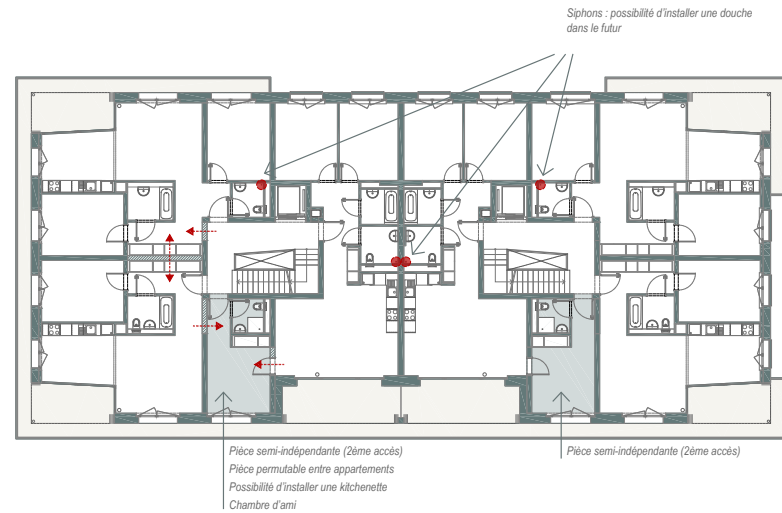 Siphons : possibilité d'installer une douche
dans le futur
Pièce semi-indépendante (2ème accès)
Pièce permutable entre appartements
Possibilité d'installer une kitchenette
Chambre d'ami
Pièce semi-indépendante (2ème accès)